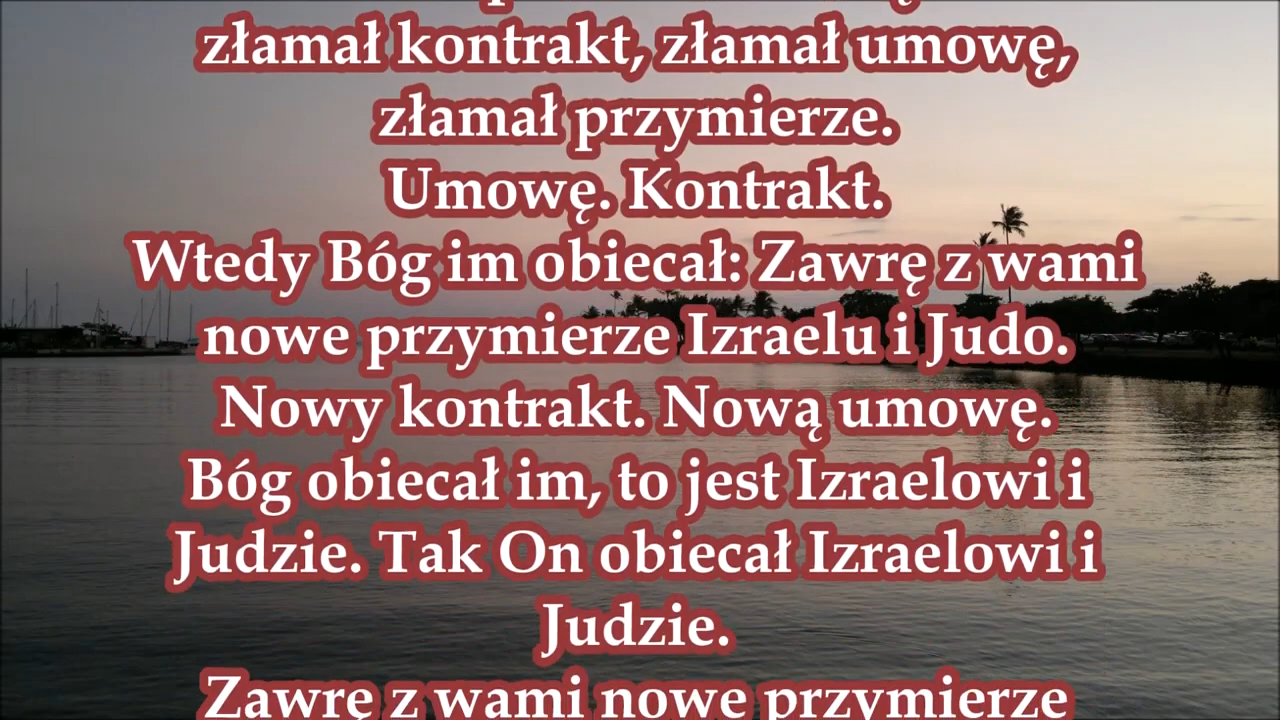 złamał kontrakt, złamał umowę,
złamał przymierze.
Umowę. Kontrakt.
Wtedy Bóg im obiecał: Zawrę z wami
nowe przymierze Izraelu i Judo.
Nowy kontrakt. Nową umowę.
Bóg obiecał im, to jest Izraelowi i
Judzie. Tak On obiecał Izraelowi i
Judzie.
Zawrę z wami nowe przymierze